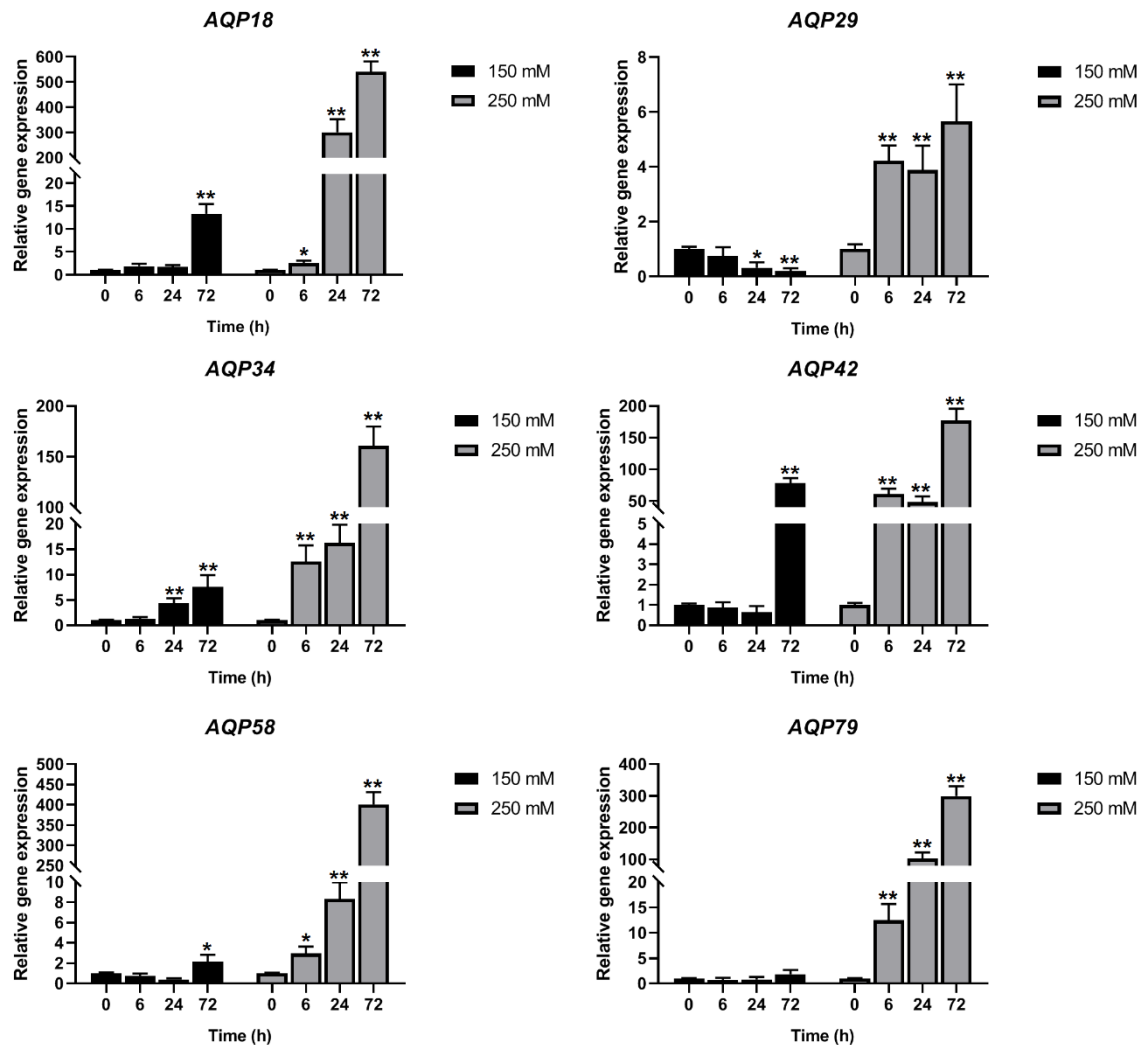 AQP18
Relative gene expression
600
500
400
300
200
20
15
10
5
0
** ** ** *
0 6 24 72 0 6 24 72
Time (h)
150 mM
250 mM
AQP29
Relative gene expression
8
6
4
2
0
* ** ** ** **
0 6 24 72 0 6 24 72
Time (h)
150 mM
250 mM
AQP34
Relative gene expression
200
150
100
20
15
10
5
0
** ** ** ** **
0 6 24 72 0 6 24 72
Time (h)
150 mM
250 mM
AQP42
Relative gene expression
200
150
100
50
5
4
3
2
1
0
** ** ** **
0 6 24 72 0 6 24 72
Time (h)
150 mM
250 mM
AQP58
Relative gene expression
500
450
400
350
300
250
10
8
6
4
2
0
* * ** **
0 6 24 72 0 6 24 72
Time (h)
150 mM
250 mM
AQP79
Relative gene expression
400
300
200
100
20
15
10
5
0
** ** **
0 6 24 72 0 6 24 72
Time (h)
150 mM
250 mM